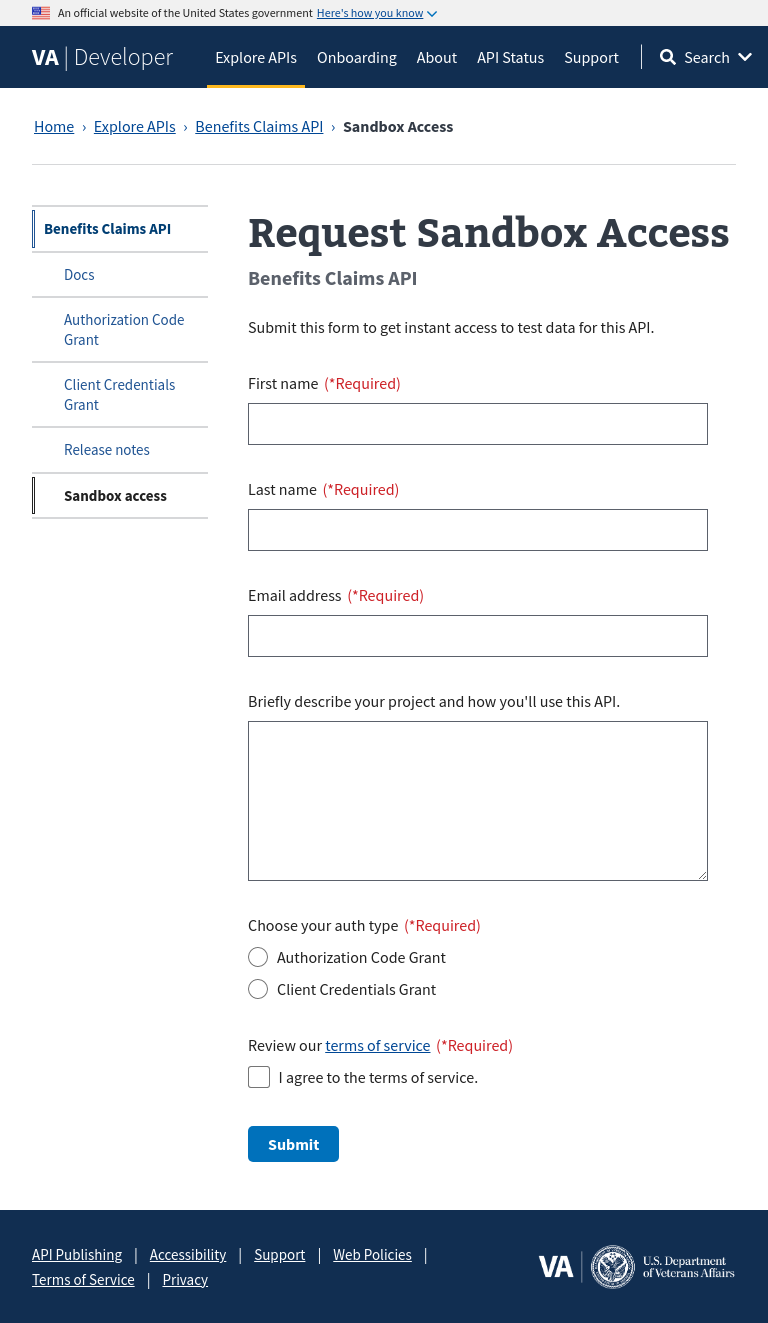 An official website of the United States government Here's how you know
VA | Developer
Explore APIs Onboarding About API Status Support Search
Home › Explore APIs › Benefits Claims API › Sandbox Access
Benefits Claims API
Docs
Authorization Code
Grant
Client Credentials
Grant
Release notes
Sandbox access
Request Sandbox Access
Benefits Claims API
Submit this form to get instant access to test data for this API.
First name (*Required)
Last name (*Required)
Email address (*Required)
Briefly describe your project and how you'll use this API.
Choose your auth type (*Required)
Authorization Code Grant
Client Credentials Grant
Review our terms of service (*Required)
I agree to the terms of service.
Submit
API Publishing | Accessibility | Support | Web Policies |
Terms of Service | Privacy
VA | U.S. Department
of Veterans Affairs